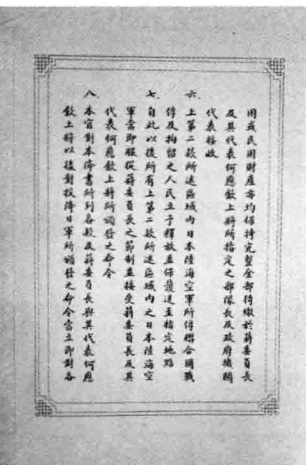 用或民用財產亦均保持完整全部待繳於蔣委員長
及其代表何應欽上將所指定之部隊長及政府機關
代表接收
六、上第二款所述區域內日本陸海空軍所俘聯合國戰
俘及拘留之人民立予釋放並保護送至指定地點
七、自此以後所有上第二款所述區域內之日本陸海空
軍當即服從蔣委員長之節制並接受蔣委員長及其
代表何應欽上將所頒發之命令
八、本官對本降書所列各款及蔣委員長與其代表何應
欽上將以後對投降日軍所頒發之命令當立即對各